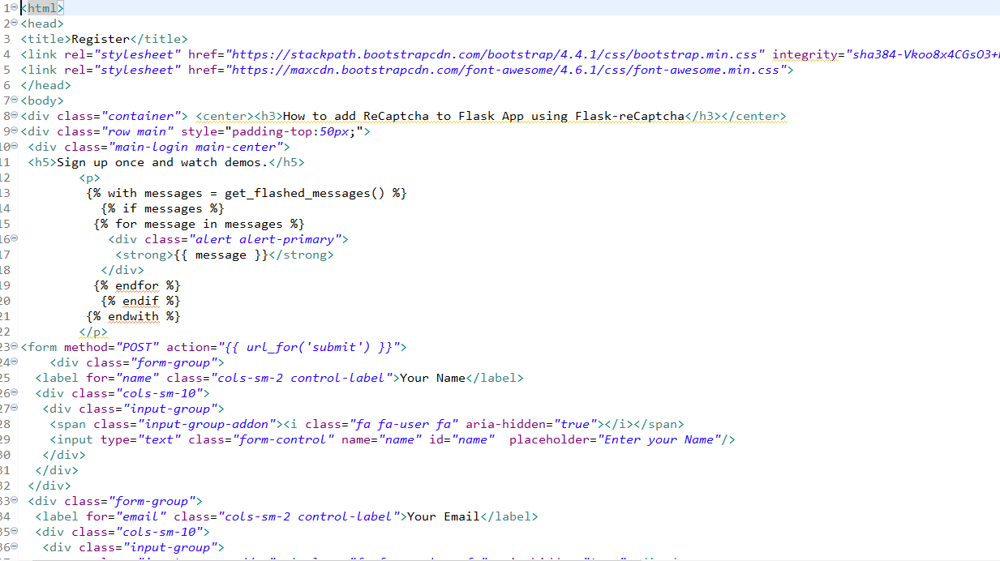 1 <html>
2 <head>
3 <title>Register</title>
4 <link rel="stylesheet" href="https://stackpath.bootstrapcdn.com/bootstrap/4.4.1/css/bootstrap.min.css" integrity="sha384-Vkoo8x4CGsO3+
5 <link rel="stylesheet" href="https://maxcdn.bootstrapcdn.com/font-awesome/4.6.1/css/font-awesome.min.css">
6 </head>
7 <body>
8 <div class="container"> <center><h3>How to add ReCaptcha to Flask App using Flask-reCaptcha</h3></center>
9 <div class="row main" style="padding-top:50px;">
10 <div class="main-login main-center">
11 <h5>Sign up once and watch demos.</h5>
12 <p>
13 {% with messages = get_flashed_messages() %}
14 {% if messages %}
15 {% for message in messages %}
16 <div class="alert alert-primary">
17 <strong>{{ message }}</strong>
18 </div>
19 {% endfor %}
20 {% endif %}
21 {% endwith %}
22 </p>
23 <form method="POST" action="{{ url_for('submit') }}">
24 <div class="form-group">
25 <label for="name" class="cols-sm-2 control-label">Your Name</label>
26 <div class="cols-sm-10">
27 <div class="input-group">
28 <span class="input-group-addon"><i class="fa fa-user fa" aria-hidden="true"></i></span>
29 <input type="text" class="form-control" name="name" id="name"  placeholder="Enter your Name"/>
30 </div>
31 </div>
32 </div>
33 <div class="form-group">
34 <label for="email" class="cols-sm-2 control-label">Your Email</label>
35 <div class="cols-sm-10">
36 <div class="input-group">